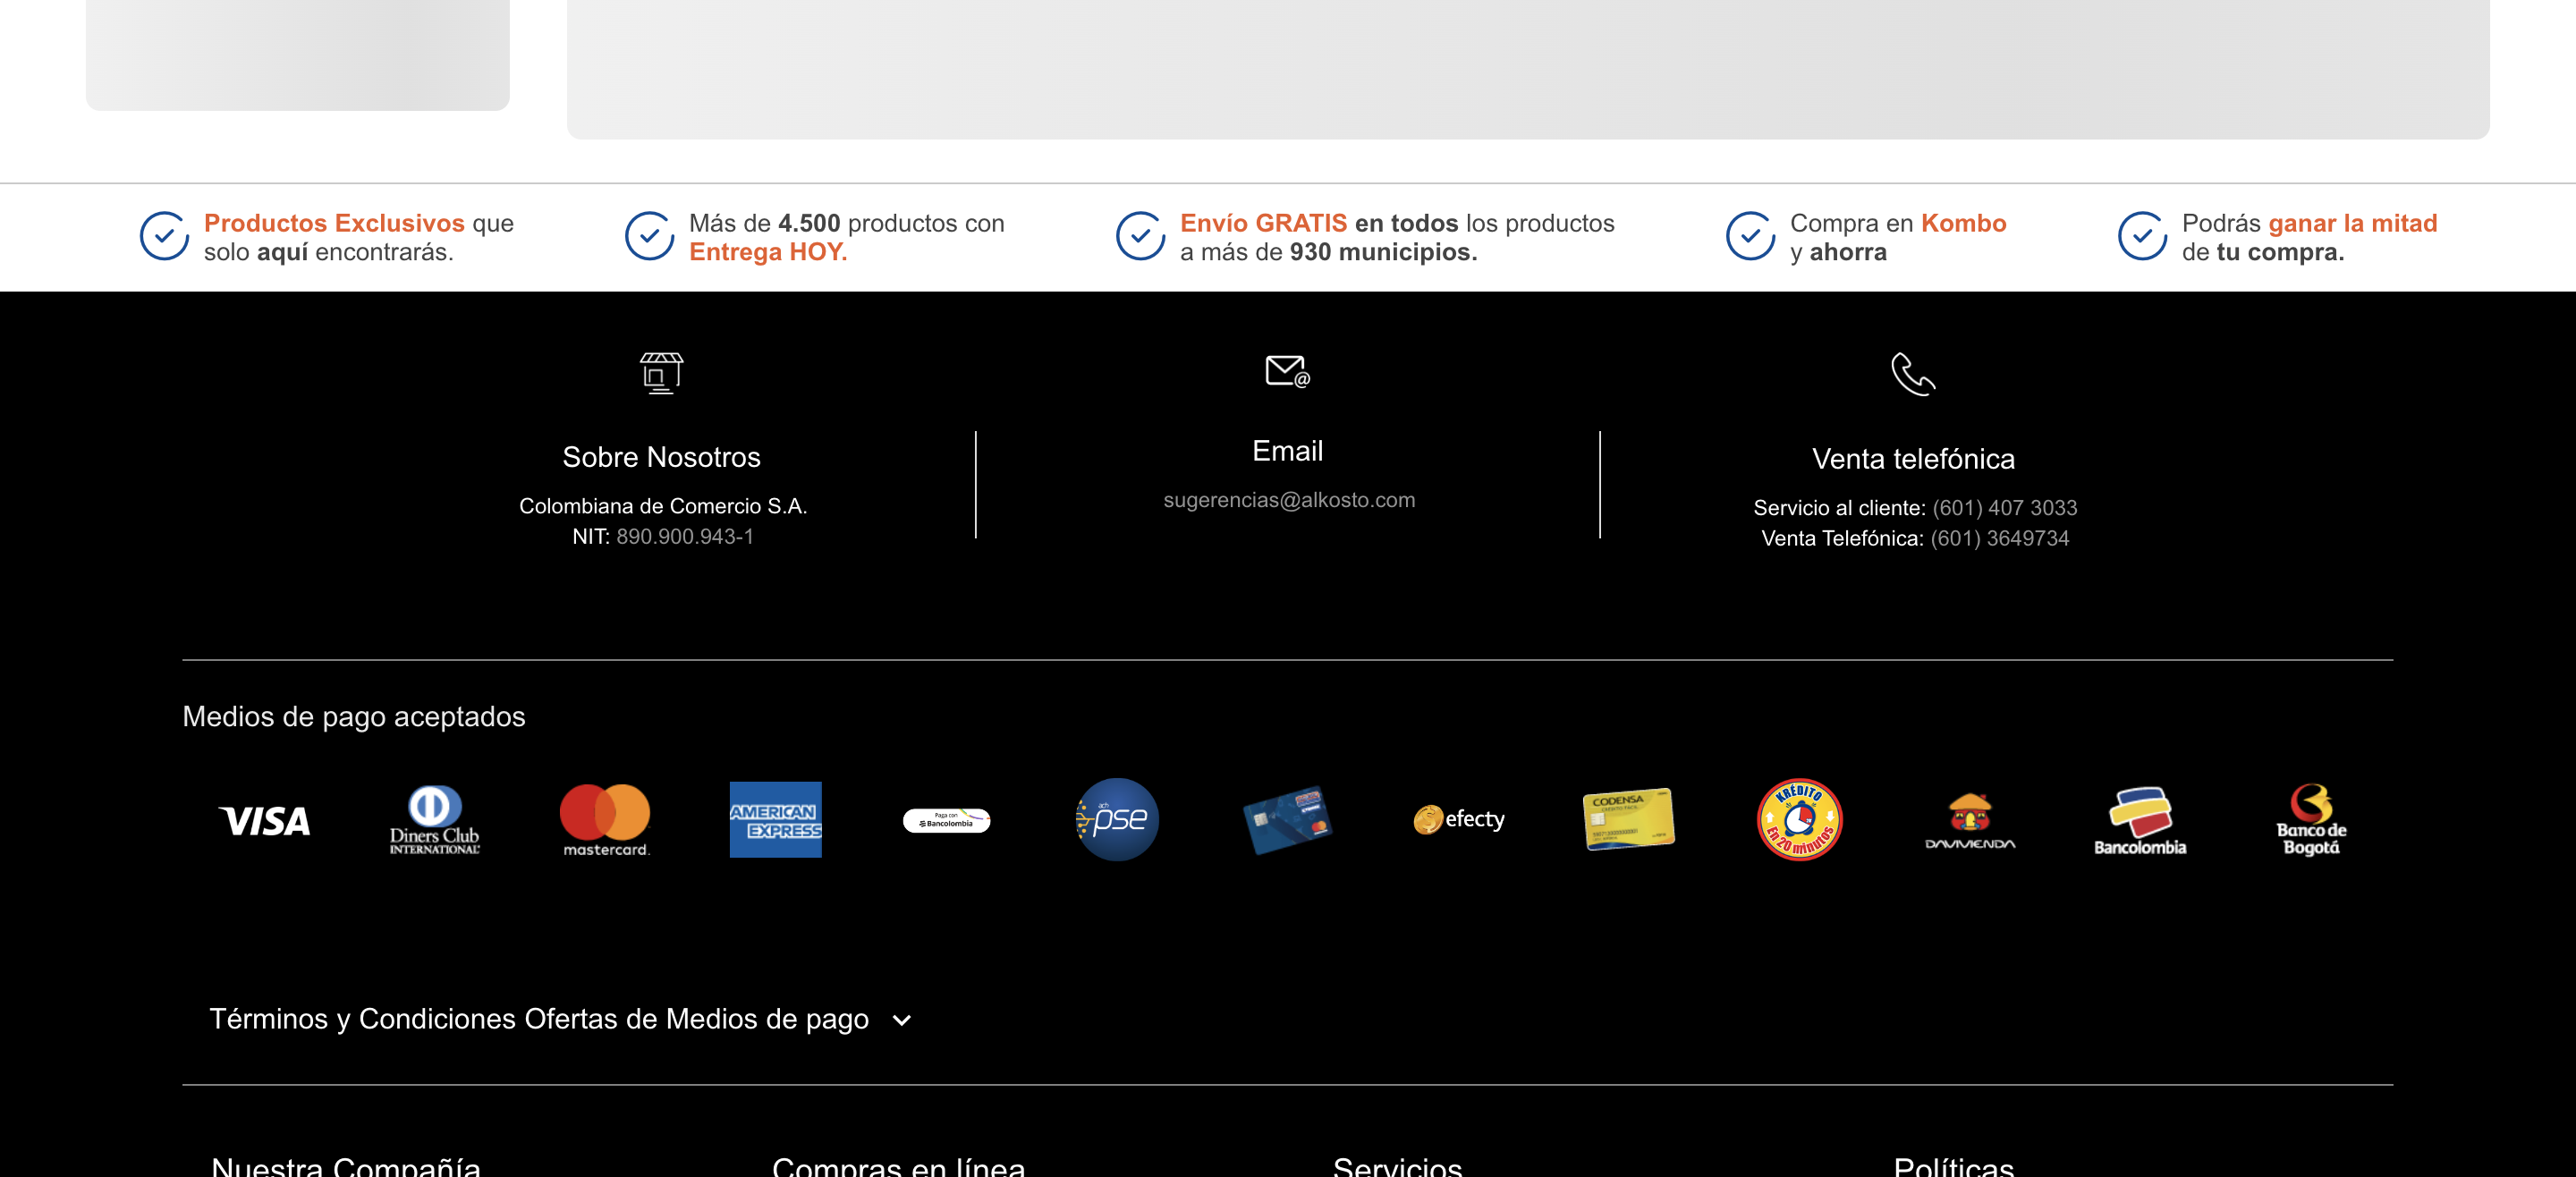 Productos Exclusivos que
solo aquí encontrarás.
Más de 4.500 productos con
Entrega HOY.
Envío GRATIS en todos los productos
a más de 930 municipios.
Compra en Kombo
y ahorra
Podrás ganar la mitad
de tu compra.
Sobre Nosotros
Colombiana de Comercio S.A.
NIT: 890.900.943-1
@
Email
sugerencias@alkosto.com
Venta telefónica
Servicio al cliente: (601) 407 3033
Venta Telefónica: (601) 3649734
Medios de pago aceptados
VISA
Diners Club
INTERNATIONAL
mastercard.
AMERICAN
EXPRESS
Paga con
Bancolombia
ach
pse
efecty
CODENSA
KRÉDITO
En 20 minutos
DAVIVIENDA
Bancolombia
Banco de
Bogotá
Términos y Condiciones Ofertas de Medios de pago
Nuestra Compañía
Compras en línea
Servicios
Políticas